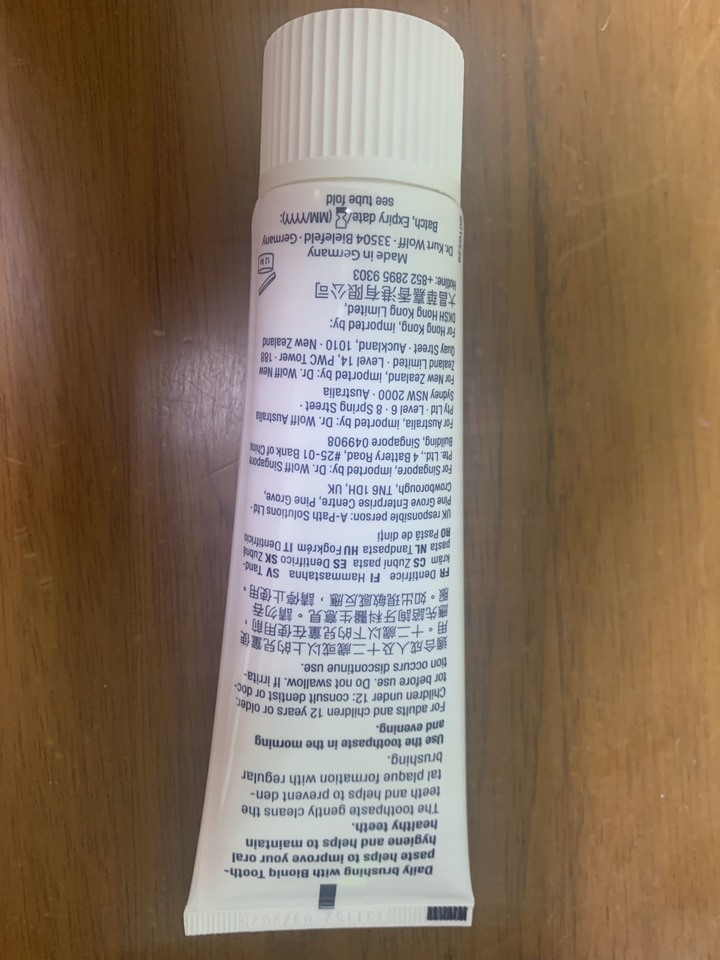 Daily brushing with Bioniq Tooth-
paste helps to improve your oral
hygiene and helps to maintain
healthy teeth.
The toothpaste gently cleans the
teeth and helps to prevent den-
tal plaque formation with regular
brushing.
Use the toothpaste in the morning
and evening.
For adults and children 12 years or older.
Children under 12: consult dentist or doc-
tor before use. Do not swallow. If irrita-
tion occurs discontinue use.
適合成人及十二歲或以上的兒童使
用。十二歲以下的兒童在使用前,
應先諮詢牙科醫生意見。請勿吞
服。如出現敏感反應,請停止使用。
FR Dentifrice FI Hammastahna SV Tand-
kräm CS Zubní pasta ES Dentífrico SK Zubná
pasta NL Tandpasta HU Fogkrém IT Dentifricio
RO Pastă de dinți
UK responsible person: A-Path Solutions Ltd ·
Pine Grove Enterprise Centre, Pine Grove,
Crowborough, TN6 1DH, UK
For Singapore, imported by: Dr. Wolff Singapore
Pte. Ltd., 4 Battery Road, #25-01 Bank of China
Building, Singapore 049908
For Australia, imported by: Dr. Wolff Australia
Pty Ltd · Level 6 · 8 Spring Street ·
Sydney NSW 2000 · Australia
For New Zealand, imported by: Dr. Wolff New
Zealand Limited · Level 14, PWC Tower · 188
Quay Street · Auckland, 1010 · New Zealand
For Hong Kong, imported by:
DKSH Hong Kong Limited,
大昌華嘉香港有限公司
Hotline: +852 2895 9303
12 M
Made in Germany
Dr. Kurt Wolff · 33504 Bielefeld · Germany
Batch, Expiry date/ (MM/YYYY):
see tube fold